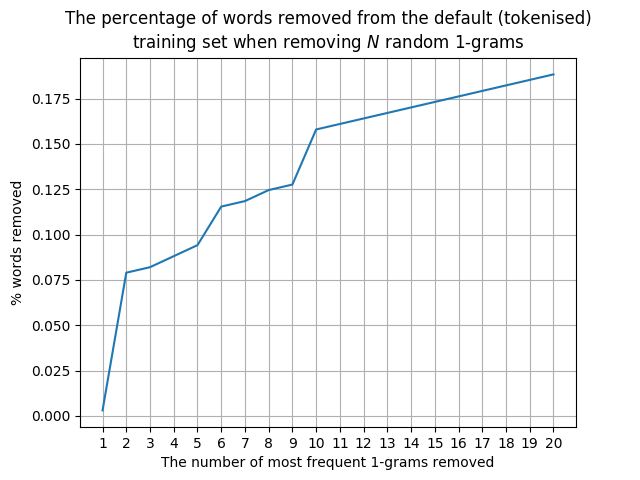 The percentage of words removed from the default (tokenised)
training set when removing N random 1-grams
0.175
0.150
0.125
0.100
0.075
0.050
0.025
0.000
% words removed
1 2 3 4 5 6 7 8 9 10 11 12 13 14 15 16 17 18 19 20
The number of most frequent 1-grams removed